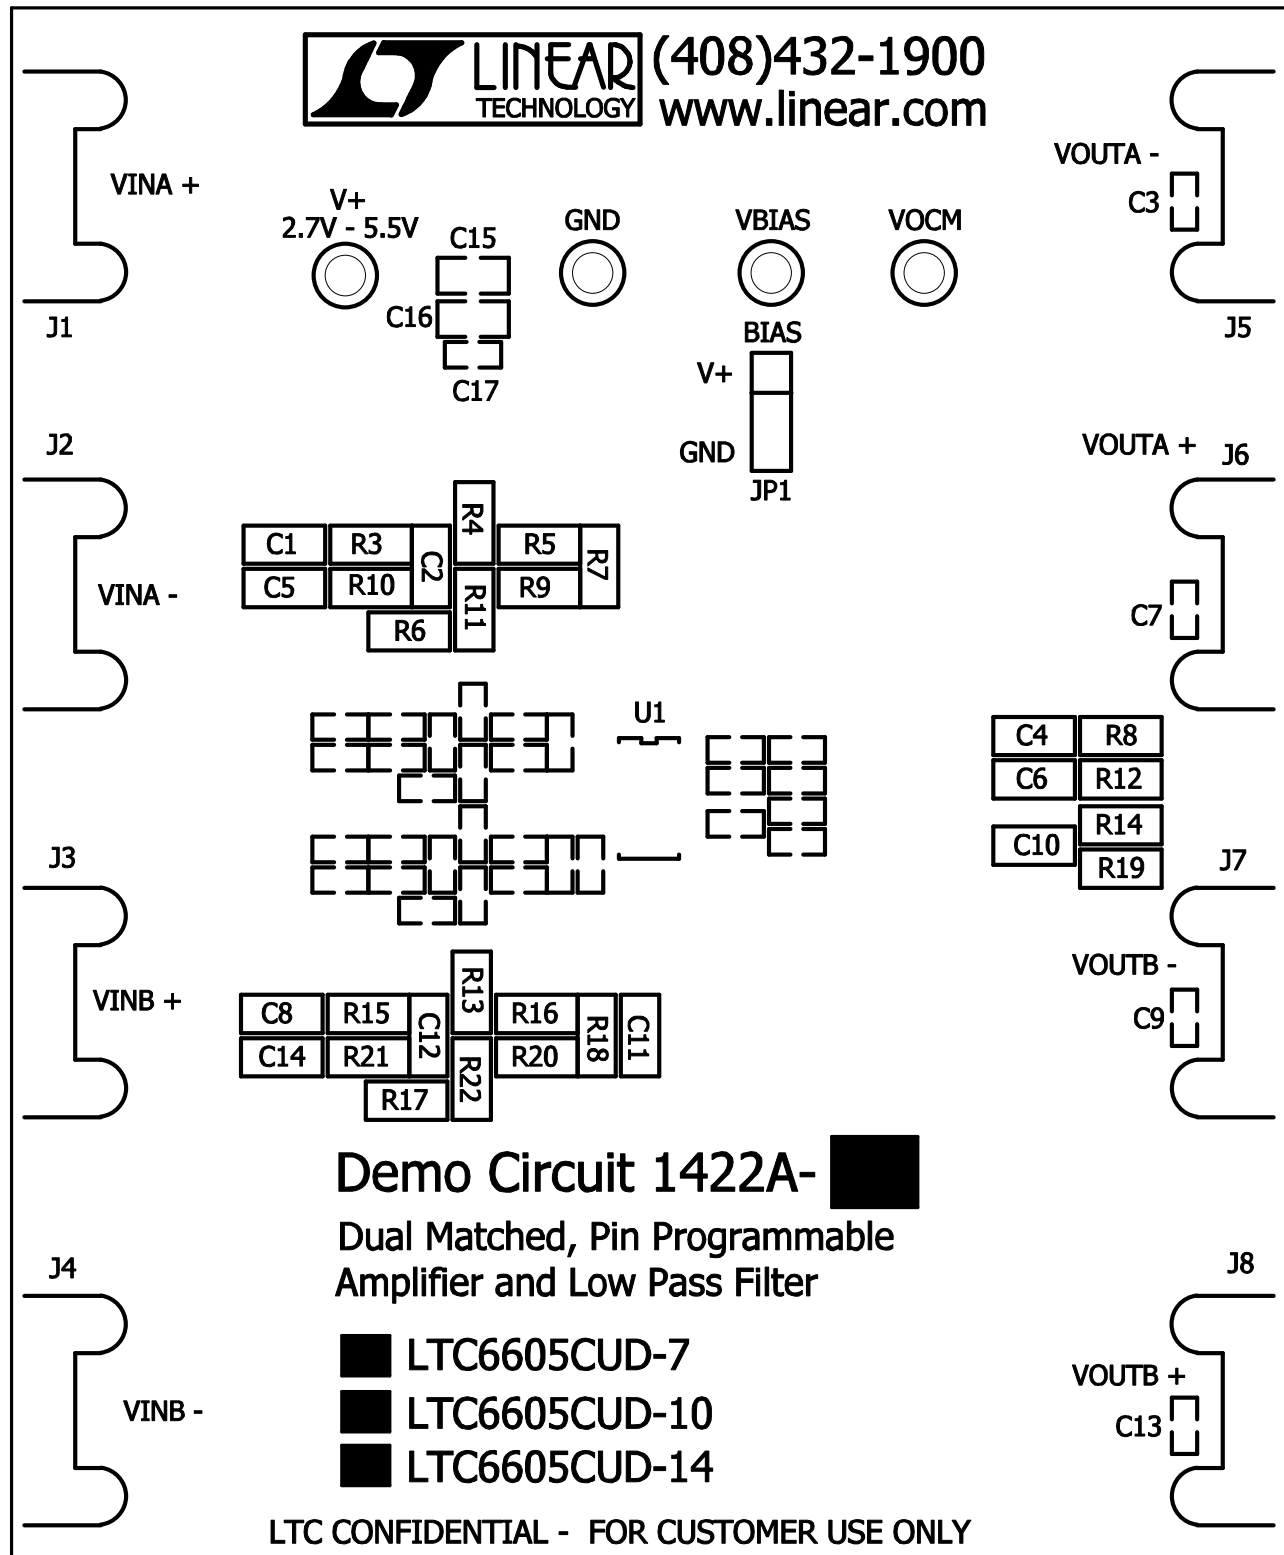 LINEAR
TECHNOLOGY
(408)432-1900
www.linear.com
VOUTA -
VINA +
C3
V+
2.7V - 5.5V
GND
VBIAS
VOCM
C15
C16
C17
J1
J5
BIAS
V+
GND
JP1
J2
VOUTA +
J6
C1
R3
C2
R4
R5
R7
C5
R10
R11
R9
R6
VINA -
C7
U1
C4
R8
C6
R12
C10
R14
R19
J3
J7
VOUTB -
VINB +
C9
C8
R15
C12
R13
R16
R18
C11
C14
R21
R22
R20
R17
Demo Circuit 1422A-
Dual Matched, Pin Programmable
Amplifier and Low Pass Filter
J4
J8
LTC6605CUD-7
LTC6605CUD-10
LTC6605CUD-14
VINB -
VOUTB +
C13
LTC CONFIDENTIAL - FOR CUSTOMER USE ONLY